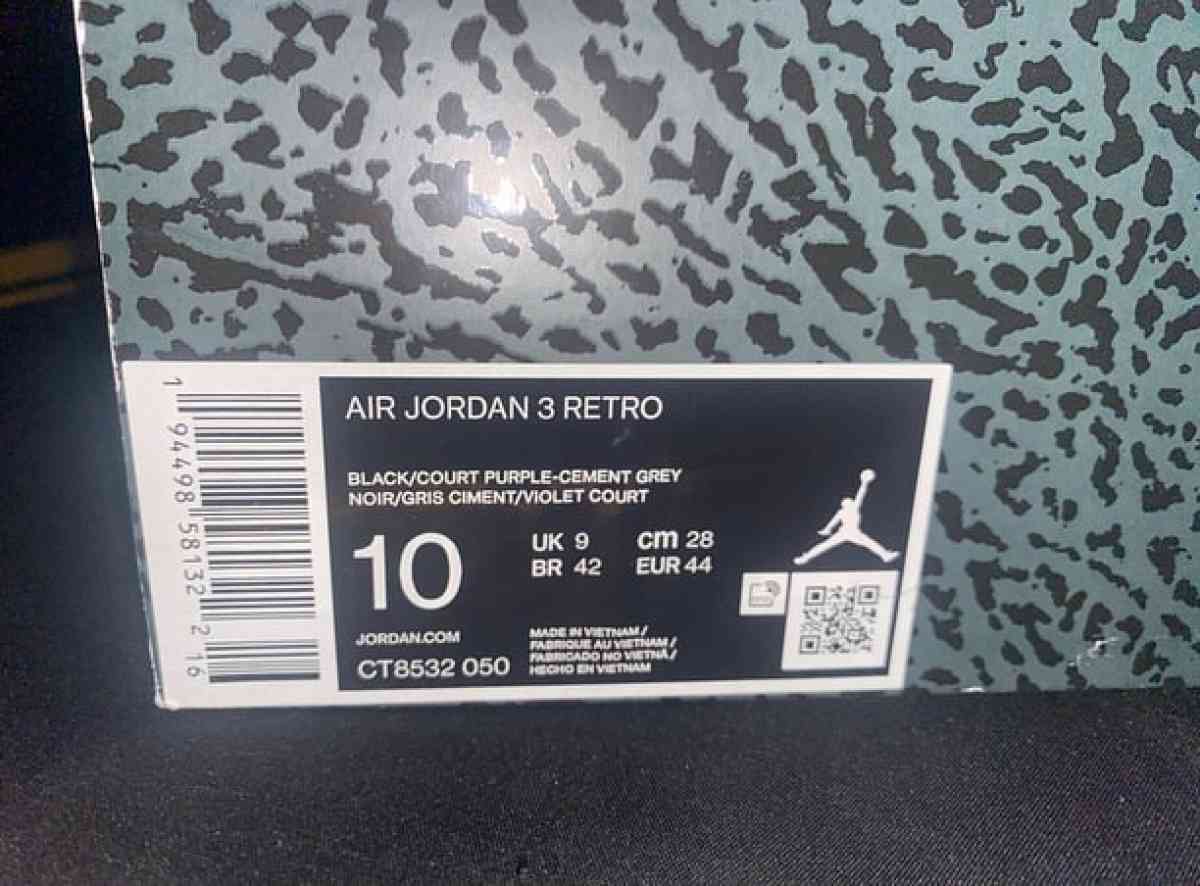 AIR JORDAN 3 RETRO
BLACK/COURT PURPLE-CEMENT GREY
NOIR/GRIS CIMENT/VIOLET COURT
10
UK 9 cm 28
BR 42 EUR 44
JORDAN.COM
CT8532 050
MADE IN VIETNAM/
FABRIQUE AU VIETNAM/
FABRICADO NO VIETNÃ/
HECHO EN VIETNAM
1 94498 58132 2 16